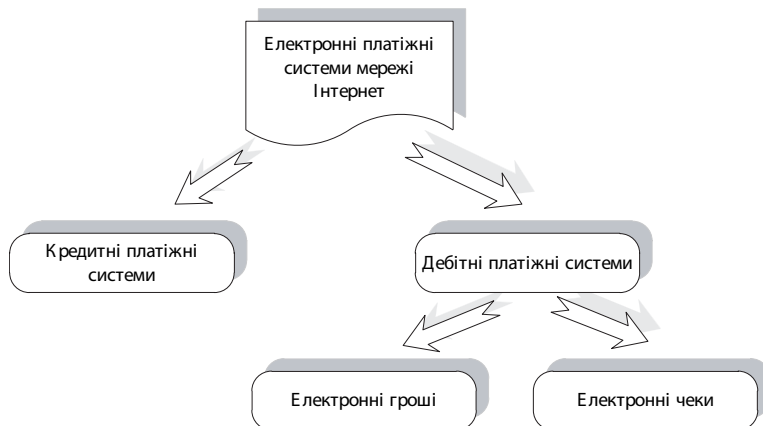 Електронні платіжні
системи мережі
Інтернет
Кредитні платіжні
системи
Дебітні платіжні системи
Електронні гроші
Електронні чеки